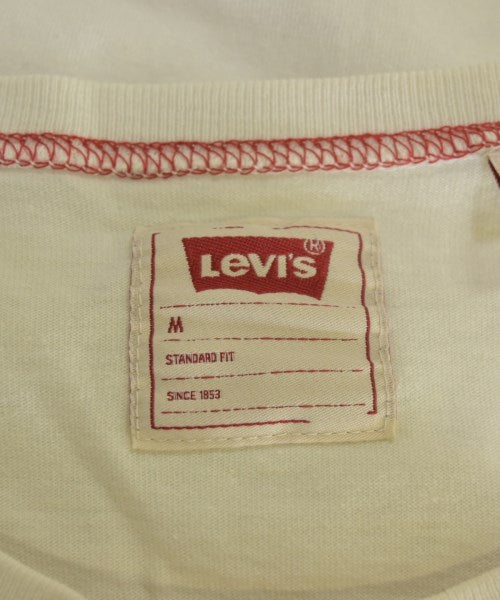 LEVI'S®
M
STANDARD FIT
SINCE 1853